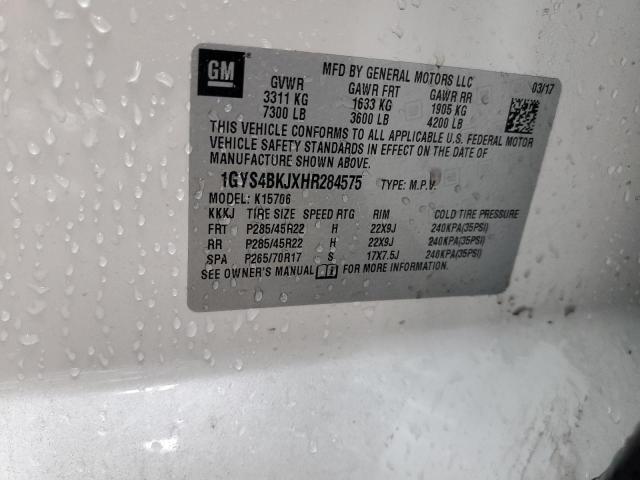 GM
MFD BY GENERAL MOTORS LLC 03/17
GVWR GAWR FRT GAWR RR
3311 KG 1633 KG 1905 KG
7300 LB 3600 LB 4200 LB
THIS VEHICLE CONFORMS TO ALL APPLICABLE U.S. FEDERAL MOTOR
VEHICLE SAFETY STANDARDS IN EFFECT ON THE DATE OF
MANUFACTURE SHOWN ABOVE.
1GYS4BKJXHR284575 TYPE: M.P.V.
MODEL: K15706
KKKJ TIRE SIZE SPEED RTG RIM COLD TIRE PRESSURE
FRT P285/45R22 H 22X9J 240KPA(35PSI)
RR P285/45R22 H 22X9J 240KPA(35PSI)
SPA P265/70R17 S 17X7.5J 240KPA(35PSI)
SEE OWNER'S MANUAL FOR MORE INFORMATION.